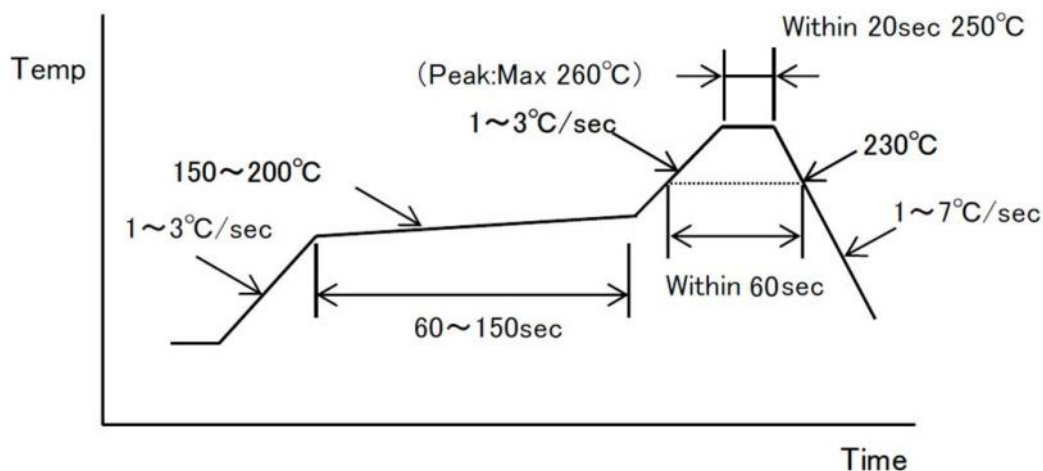 Within 20sec 250℃
Temp
(Peak:Max 260℃)
1～3℃/sec
230℃
150～200℃
1～3℃/sec
1～7℃/sec
Within 60sec
60～150sec
Time